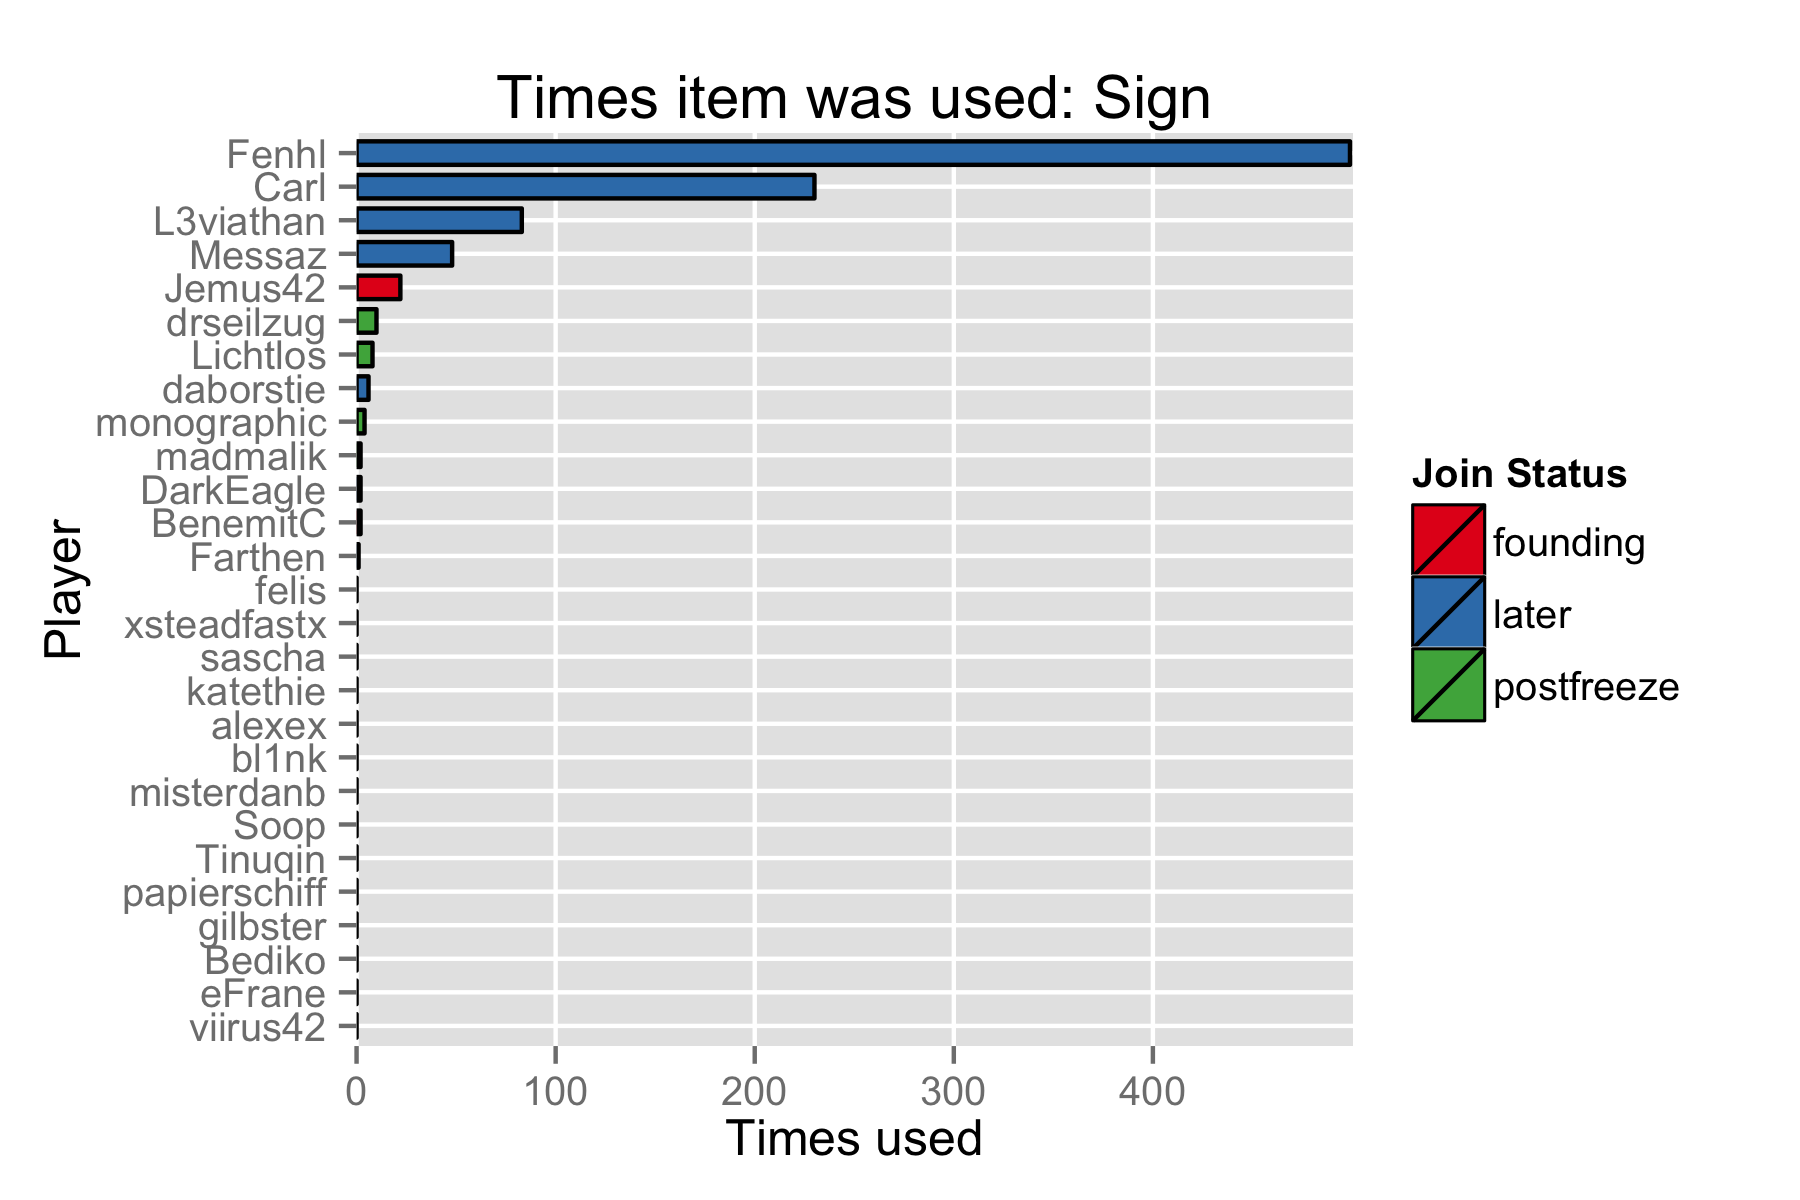 Times item was used: Sign
Fenhl
Carl
L3viathan
Messaz
Jemus42
drseilzug
Lichtlos
daborstie
monographic
madmalik
DarkEagle
BenemitC
Farthen
felis
xsteadfastx
sascha
katethie
alexex
bl1nk
misterdanb
Soop
Tinuqin
papierschiff
gilbster
Bediko
eFrane
viirus42
Player
0 100 200 300 400
Times used
Join Status
founding
later
postfreeze